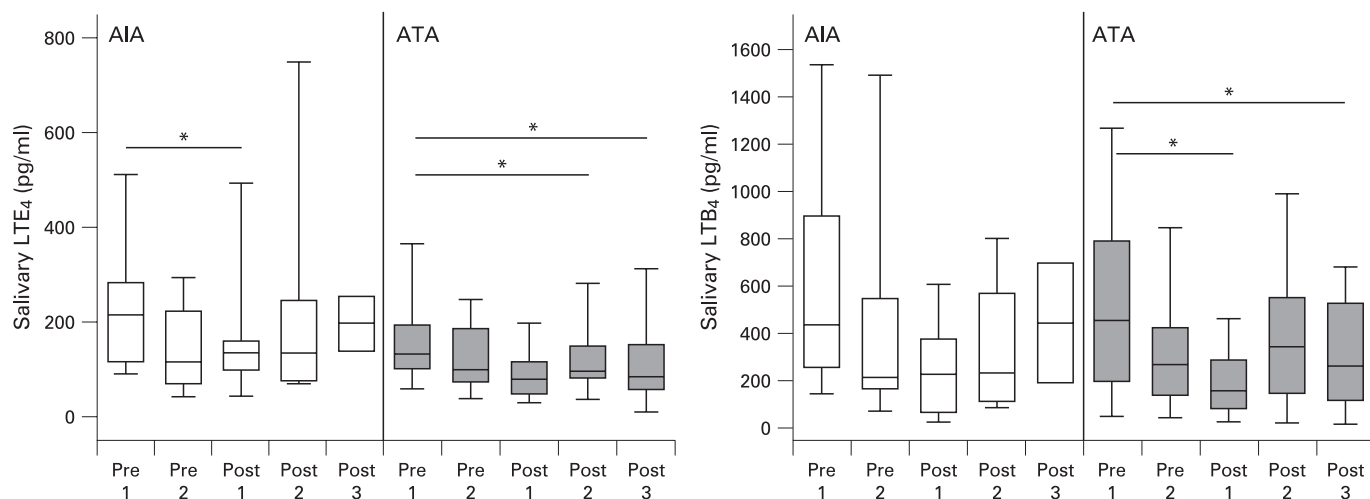 AIA
ATA
800
600
400
200
0
Salivary LTE4 (pg/ml)
*
*
*
Pre Pre Post Post Post Pre Pre Post Post Post
1 2 1 2 3 1 2 1 2 3
AIA
ATA
1600
1400
1200
1000
800
600
400
200
0
Salivary LTB4 (pg/ml)
*
*
Pre Pre Post Post Post Pre Pre Post Post Post
1 2 1 2 3 1 2 1 2 3